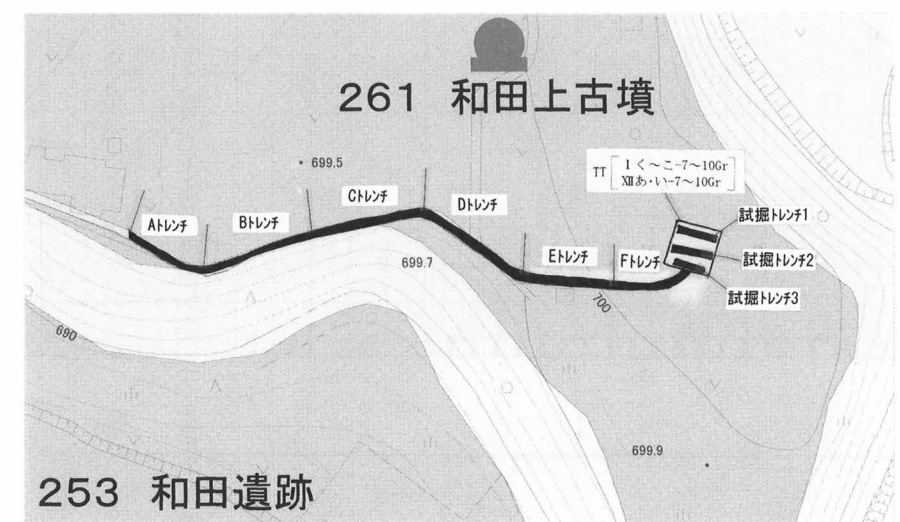 261 和田上古墳
TT
Ⅰく～こ-7～10Gr
Ⅻあ・い-7～10Gr
699.5
Aトレンチ
Bトレンチ
Cトレンチ
Dトレンチ
Eトレンチ
Fトレンチ
試掘トレンチ1
試掘トレンチ2
試掘トレンチ3
699.7
700
690
699.9
253 和田遺跡